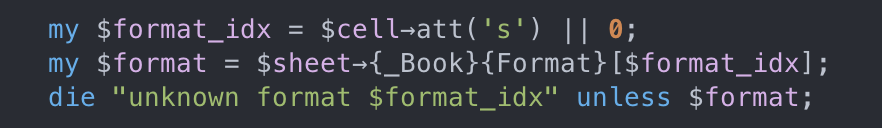 my $format_idx = $cell→att('s') || 0;
my $format = $sheet→{_Book}{Format}[$format_idx];
die "unknown format $format_idx" unless $format;